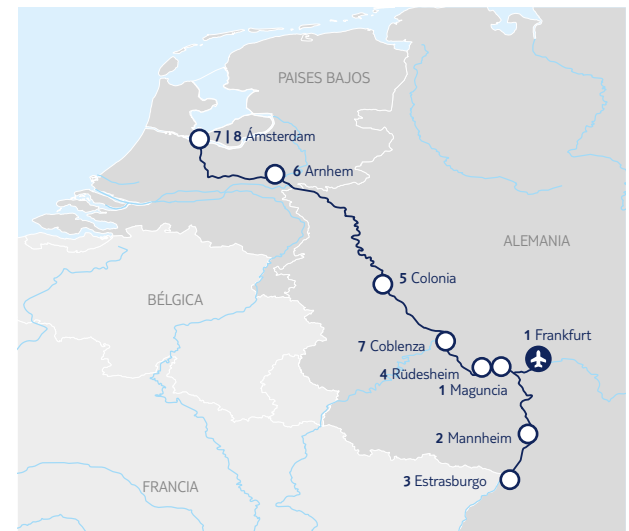 PAISES BAJOS
7 | 8 Ámsterdam
6 Arnhem
ALEMANIA
5 Colonia
BÉLGICA
1 Frankfurt
7 Coblenza
4 Rüdesheim
1 Maguncia
2 Mannheim
3 Estrasburgo
FRANCIA